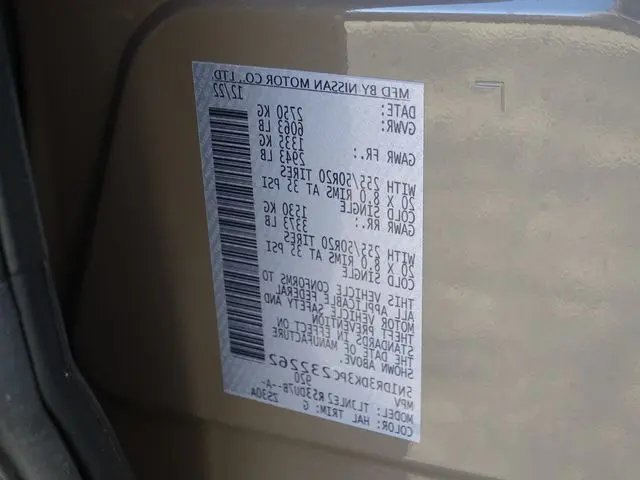 MFD BY NISSAN MOTOR CO., LTD.
DATE: 12/22
GVWR: 2750 KG
6063 LB
GAWR FR.: 1335 KG
2943 LB
WITH 255/50R20 TIRES
20 X 8.0 RIMS AT 35 PSI
COLD SINGLE
GAWR RR: 1530 KG
3373 LB
WITH 255/50R20 TIRES
20 X 8.0 RIMS AT 35 PSI
COLD SINGLE
THIS VEHICLE CONFORMS TO
ALL APPLICABLE FEDERAL
MOTOR VEHICLE SAFETY AND
THEFT PREVENTION
STANDARDS IN EFFECT ON
THE DATE OF MANUFACTURE
SHOWN ABOVE.
5N1DR3DK3PC232262
MPV 920
MODEL:
COLOR: HAL TRIM: G